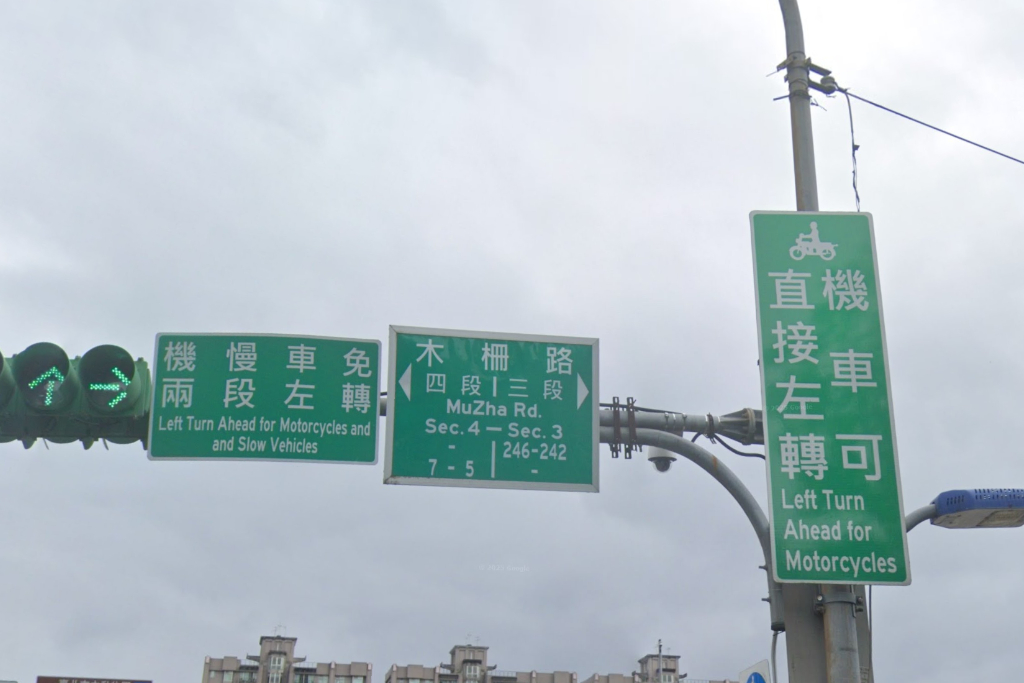 機慢車免
兩段左轉
Left Turn Ahead for Motorcycles and
and Slow Vehicles
木柵路
四段 三段
MuZha Rd.
Sec. 4 — Sec. 3
- 246-242
7 - 5 -
機車可
直接左轉
Left Turn
Ahead for
Motorcycles